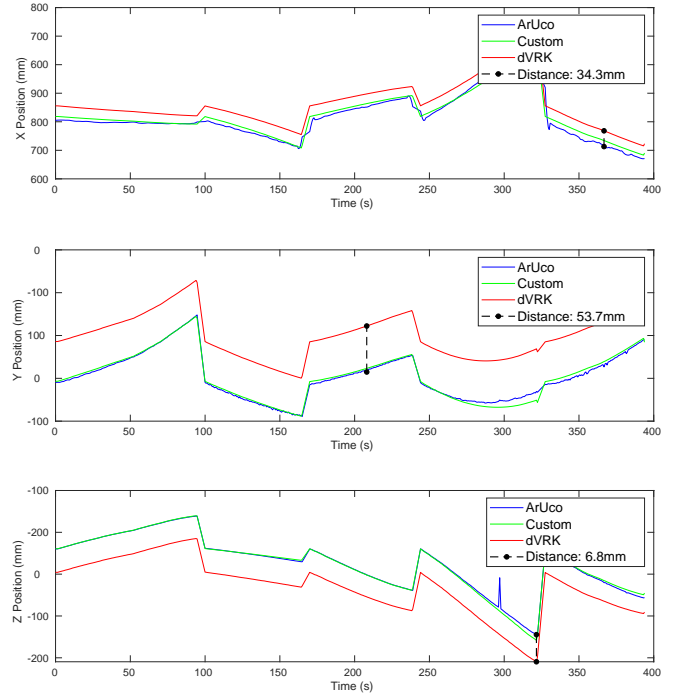 800
900
800
700
600
X Position (mm)
0
50
100
150
200
250
300
350
400
Time (s)
ArUco
Custom
dVRK
Distance: 34.3mm
0
-100
100
0
-100
Y Position (mm)
0
50
100
150
200
250
300
350
400
Time (s)
ArUco
Custom
dVRK
Distance: 53.7mm
-100
-200
0
-100
-200
Z Position (mm)
0
50
100
150
200
250
300
350
400
Time (s)
ArUco
Custom
dVRK
Distance: 6.8mm